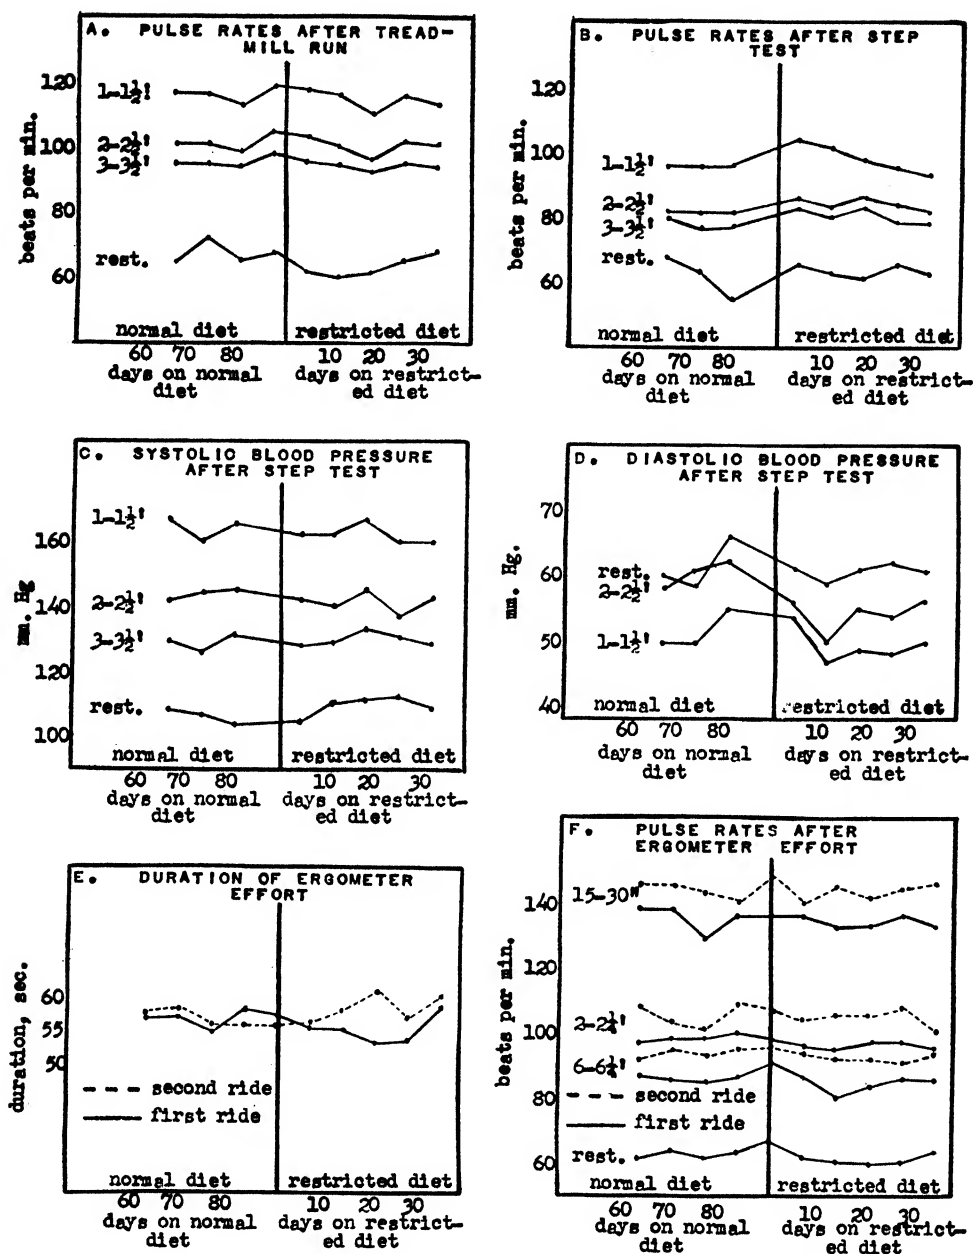 A. PULSE RATES AFTER TREAD-
MILL RUN
beats per min.
120
100
80
60
1-1½'
2-2½'
3-3½'
rest.
normal diet
restricted diet
60 70 80
10 20 30
days on normal
diet
days on restrict-
ed diet
B. PULSE RATES AFTER STEP
TEST
beats per min.
120
100
80
60
1-1½'
2-2½'
3-3½'
rest.
normal diet
restricted diet
60 70 80
10 20 30
days on normal
diet
days on restrict-
ed diet
C. SYSTOLIC BLOOD PRESSURE
AFTER STEP TEST
mm. Hg
160
140
120
100
1-1½'
2-2½'
3-3½'
rest.
normal diet
restricted diet
60 70 80
10 20 30
days on normal
diet
days on restrict-
ed diet
D. DIASTOLIC BLOOD PRESSURE
AFTER STEP TEST
mm. Hg.
70
60
50
40
rest.
2-2½'
1-1½'
normal diet
restricted diet
60 70 80
10 20 30
days on normal
diet
days on restrict-
ed diet
E. DURATION OF ERGOMETER
EFFORT
duration, sec.
60
55
50
second ride
first ride
normal diet
restricted diet
60 70 80
10 20 30
days on normal
diet
days on restrict-
ed diet
F. PULSE RATES AFTER
ERGOMETER EFFORT
beats per min.
140
120
100
80
60
15-30"
2-2¼'
6-6¼'
second ride
first ride
rest.
normal diet
restricted diet
60 70 80
10 20 30
days on normal
diet
days on restrict-
ed diet